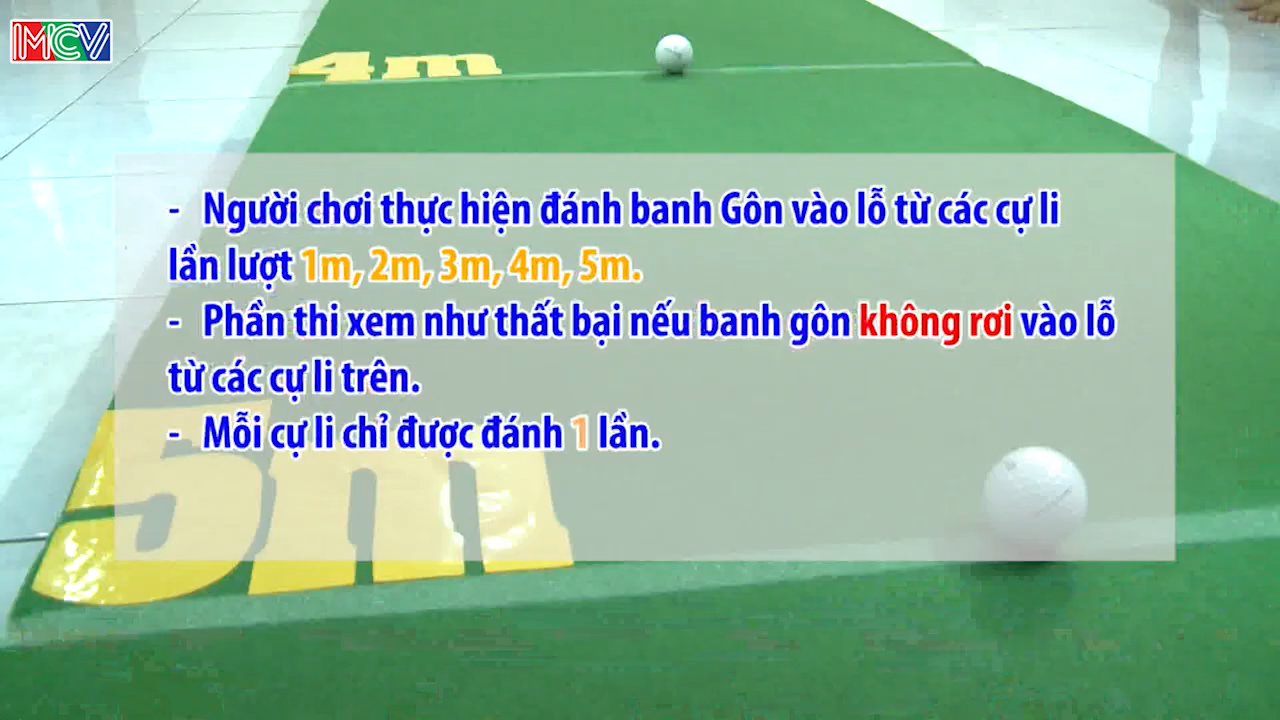 MCV
4m
- Người chơi thực hiện đánh banh Gôn vào lỗ từ các cự li
lần lượt 1m, 2m, 3m, 4m, 5m.
- Phần thi xem như thất bại nếu banh gôn không rơi vào lỗ
từ các cự li trên.
- Mỗi cự li chỉ được đánh 1 lần.
5m